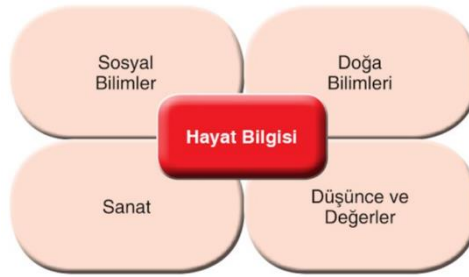 Sosyal
Bilimler
Doğa
Bilimleri
Hayat Bilgisi
Sanat
Düşünce ve
Değerler